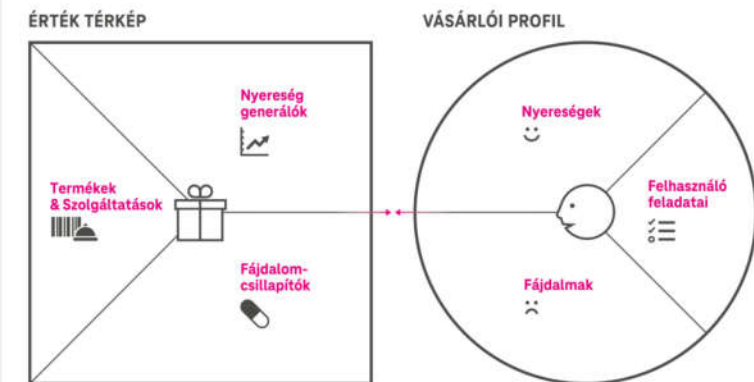 ÉRTÉK TÉRKÉP
VÁSÁRLÓI PROFIL
Nyereség
generálók
Termékek
& Szolgáltatások
Fájdalom-
csillapítók
Nyereségek
Felhasználó
feladatai
Fájdalmak